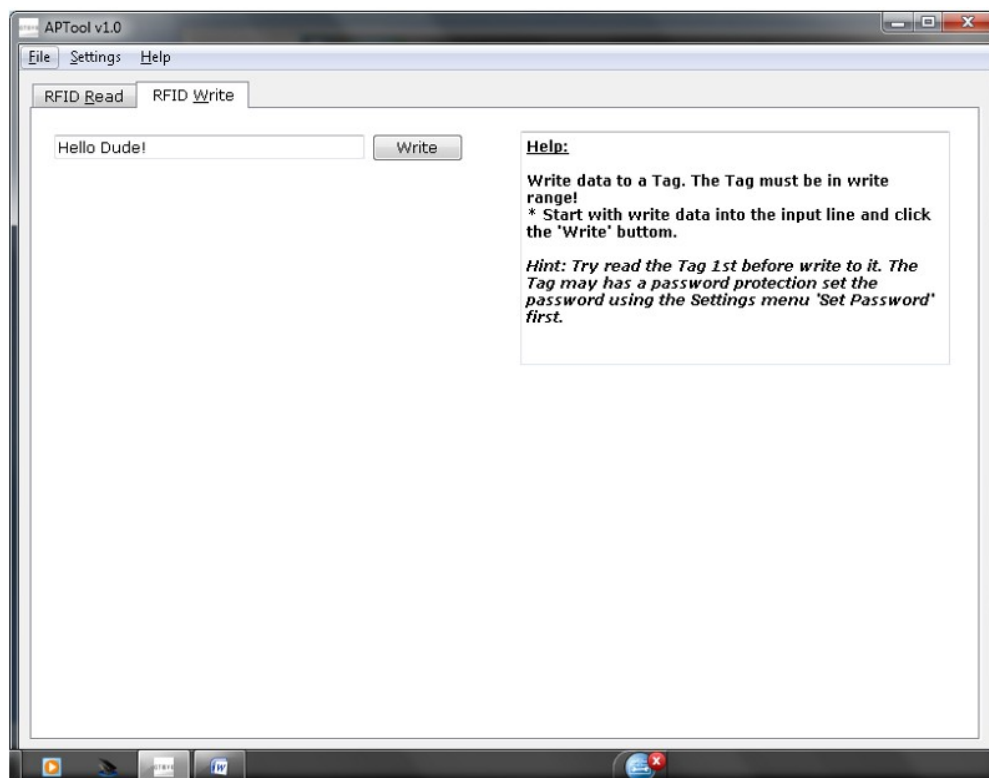 APTool v1.0
File Settings Help
RFID Read RFID Write
Hello Dude! Write
Help:
Write data to a Tag. The Tag must be in write
range!
* Start with write data into the input line and click
the 'Write' buttom.
Hint: Try read the Tag 1st before write to it. The
Tag may has a password protection set the
password using the Settings menu 'Set Password'
first.